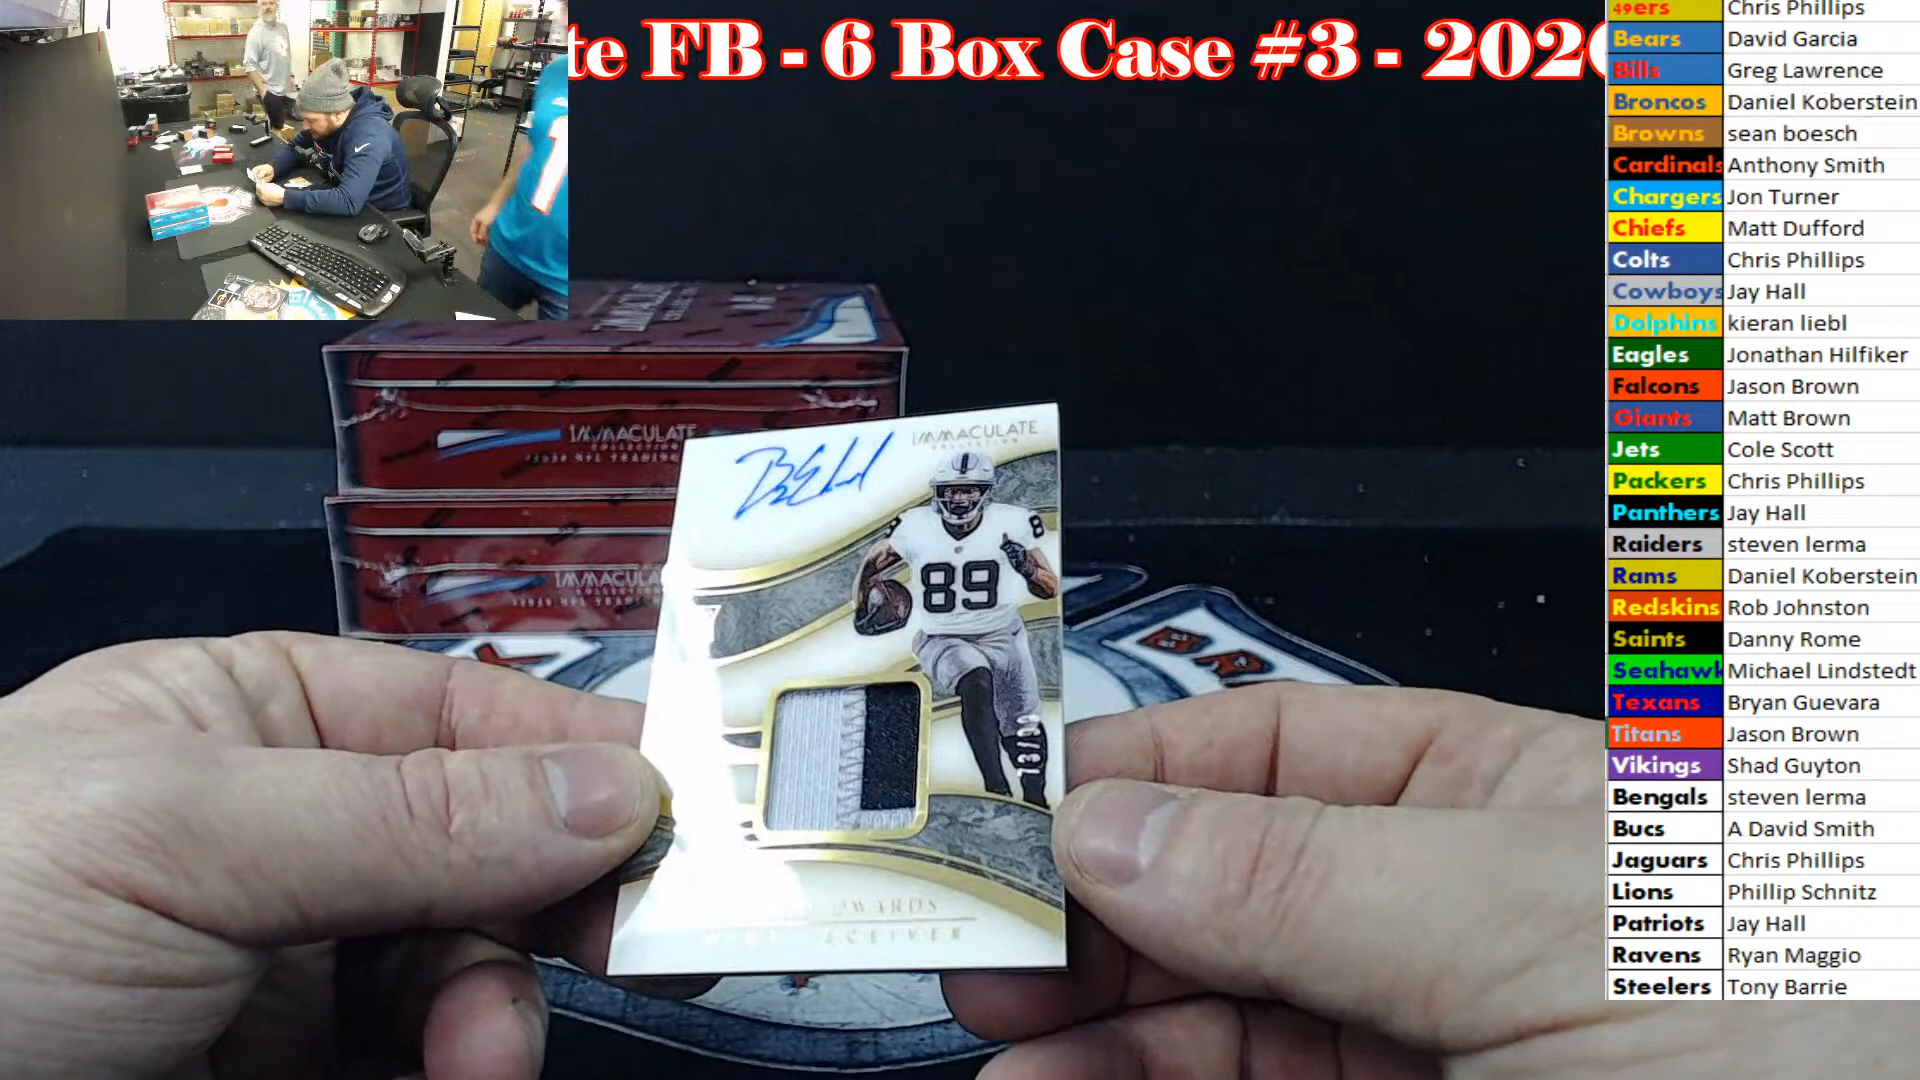 te FB - 6 Box Case #3 - 202
49ers Chris Phillips
Bears David Garcia
Bills Greg Lawrence
Broncos Daniel Koberstein
Browns sean boesch
Cardinals Anthony Smith
Chargers Jon Turner
Chiefs Matt Dufford
Colts Chris Phillips
Cowboys Jay Hall
Dolphins kieran liebl
Eagles Jonathan Hilfiker
Falcons Jason Brown
Giants Matt Brown
Jets Cole Scott
Packers Chris Phillips
Panthers Jay Hall
Raiders steven lerma
Rams Daniel Koberstein
Redskins Rob Johnston
Saints Danny Rome
Seahawk Michael Lindstedt
Texans Bryan Guevara
Titans Jason Brown
Vikings Shad Guyton
Bengals steven lerma
Bucs A David Smith
Jaguars Chris Phillips
Lions Phillip Schnitz
Patriots Jay Hall
Ravens Ryan Maggio
Steelers Tony Barrie
IMMACULATE
COLLECTION
IMMACULATE
COLLECTION
89
8